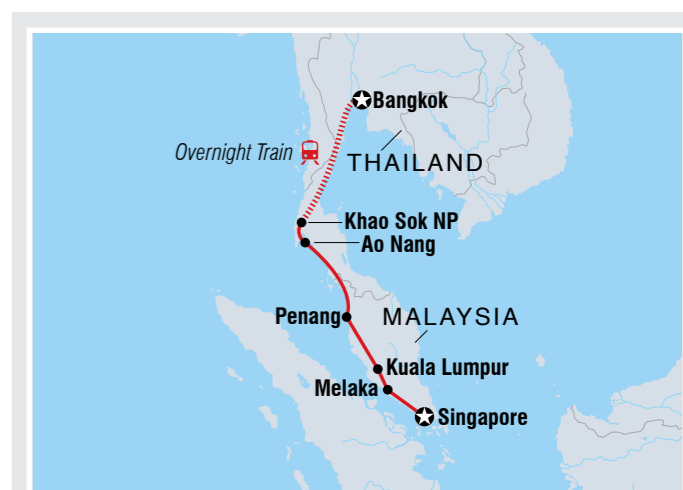 Bangkok
Overnight Train
THAILAND
Khao Sok NP
Ao Nang
Penang
MALAYSIA
Kuala Lumpur
Melaka
Singapore